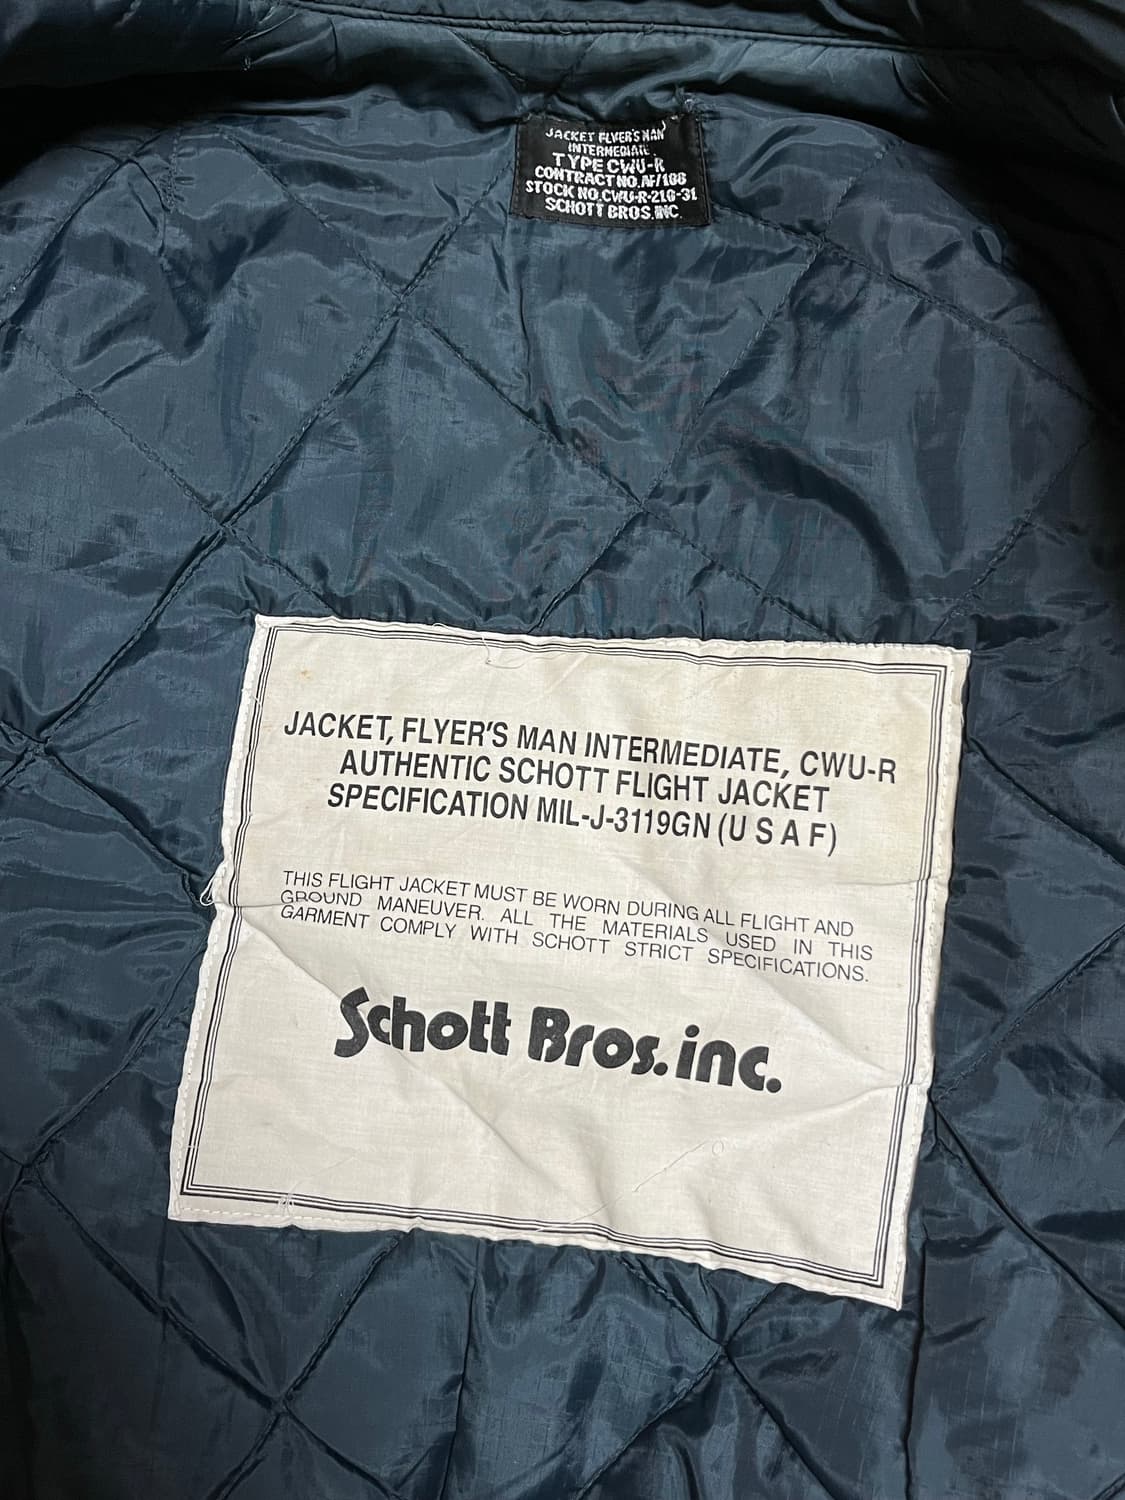 JACKET FLYER'S MAN
INTERMEDIATE
TYPE CWU-R
CONTRACT NO. AF/188
STOCK NO. CWU-R-216-31
SCHOTT BROS. INC.
JACKET, FLYER'S MAN INTERMEDIATE, CWU-R
AUTHENTIC SCHOTT FLIGHT JACKET
SPECIFICATION MIL-J-3119GN (U S A F)
THIS FLIGHT JACKET MUST BE WORN DURING ALL FLIGHT AND
GROUND MANEUVER. ALL THE MATERIALS USED IN THIS
GARMENT COMPLY WITH SCHOTT STRICT SPECIFICATIONS.
Schott Bros. inc.